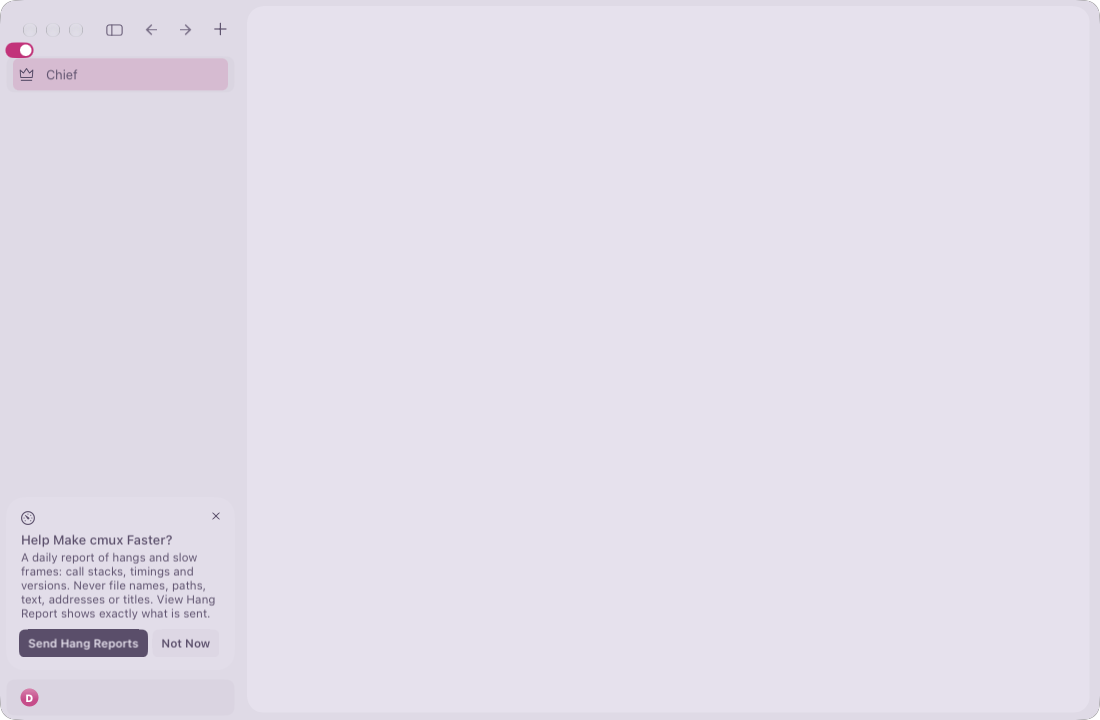 Chief
Help Make cmux Faster?
A daily report of hangs and slow
frames: call stacks, timings and
versions. Never file names, paths,
text, addresses or titles. View Hang
Report shows exactly what is sent.
Send Hang Reports
Not Now
D